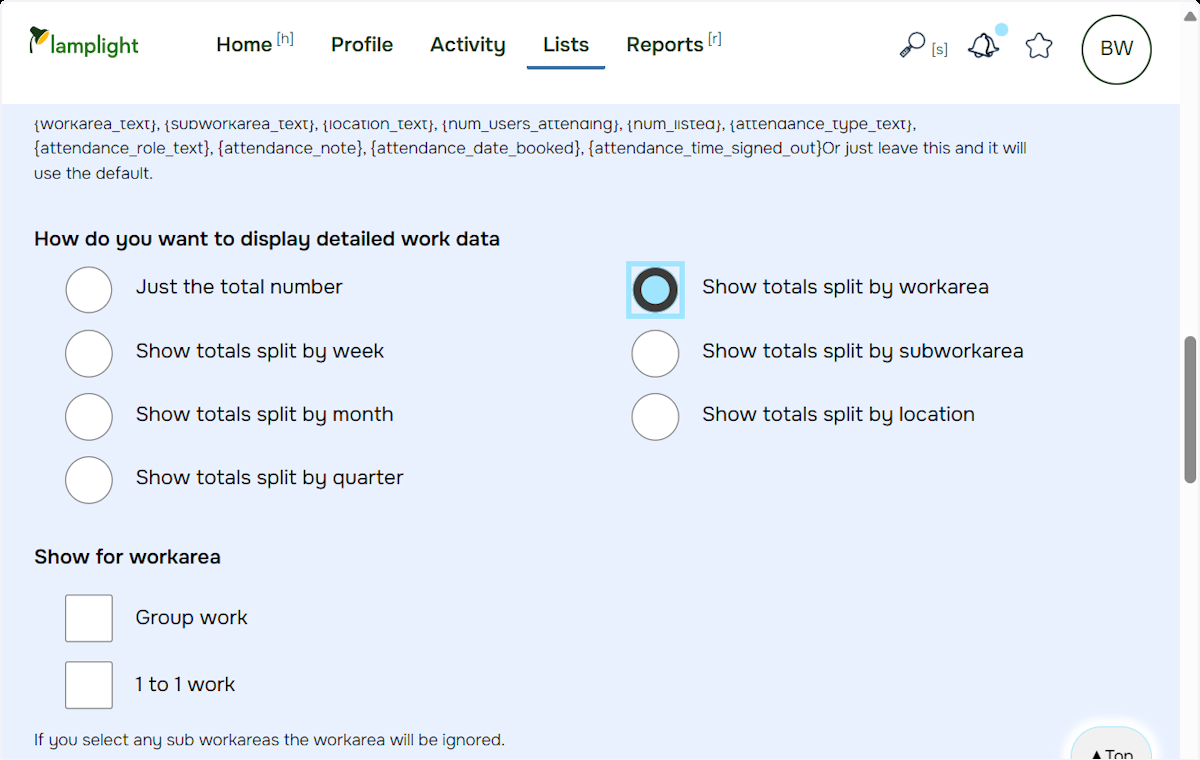 lamplight
Home [h] Profile Activity Lists Reports [r] [s] BW
{workarea_text}, {subworkarea_text}, {location_text}, {num_users_attending}, {num_listed}, {attendance_type_text},
{attendance_role_text}, {attendance_note}, {attendance_date_booked}, {attendance_time_signed_out}Or just leave this and it will
use the default.
How do you want to display detailed work data
Just the total number
Show totals split by workarea
Show totals split by week
Show totals split by subworkarea
Show totals split by month
Show totals split by location
Show totals split by quarter
Show for workarea
Group work
1 to 1 work
If you select any sub workareas the workarea will be ignored.
▲ Top